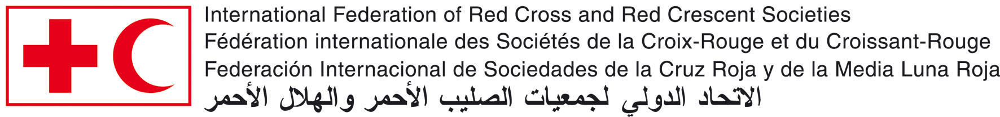 International Federation of Red Cross and Red Crescent Societies
Fédération internationale des Sociétés de la Croix-Rouge et du Croissant-Rouge
Federación Internacional de Sociedades de la Cruz Roja y de la Media Luna Roja
الاتحاد الدولي لجمعيات الصليب الأحمر والهلال الأحمر